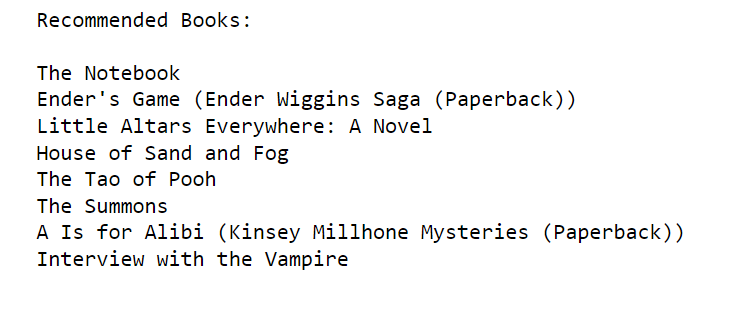 Recommended Books:
The Notebook
Ender's Game (Ender Wiggins Saga (Paperback))
Little Altars Everywhere: A Novel
House of Sand and Fog
The Tao of Pooh
The Summons
A Is for Alibi (Kinsey Millhone Mysteries (Paperback))
Interview with the Vampire